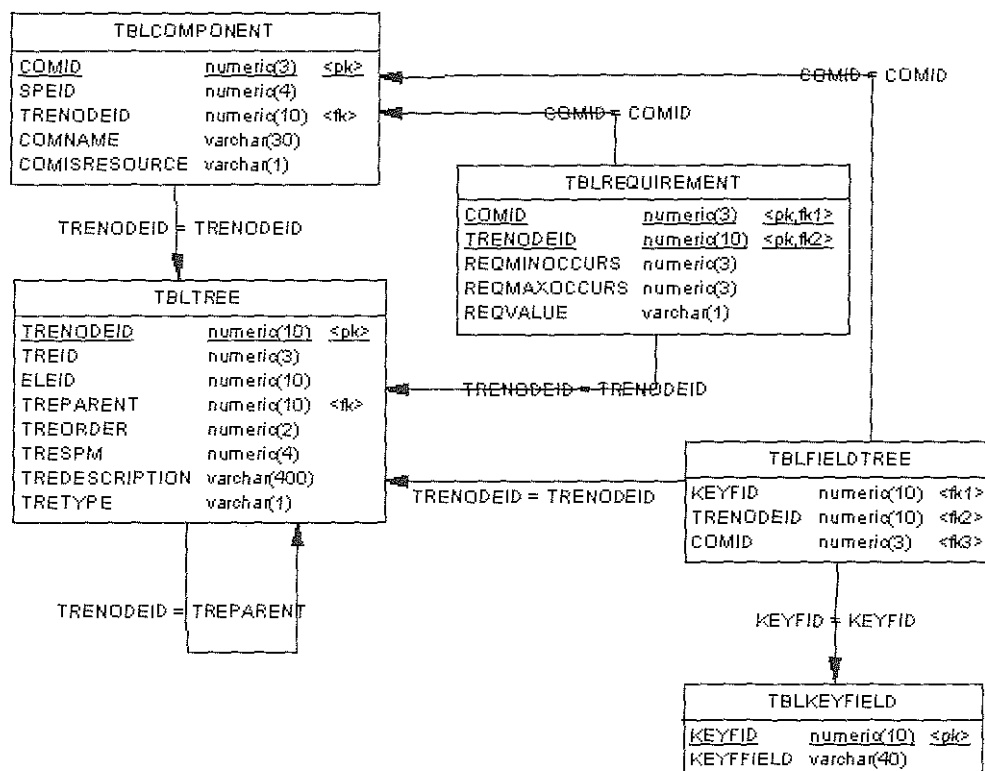 TBLCOMPONENT
COMID numeric(3) <pk>
SPEID numeric(4)
TRENODEID numeric(10) <fk>
COMNAME varchar(30)
COMISRESOURCE varchar(1)
COMID = COMID
COMID = COMID
TBLREQUIREMENT
COMID numeric(3) <pk,fk1>
TRENODEID numeric(10) <pk,fk2>
REQMINOCCURS numeric(3)
REQMAXOCCURS numeric(3)
REQVALUE varchar(1)
TRENODEID = TRENODEID
TBLTREE
TRENODEID numeric(10) <pk>
TREID numeric(3)
ELEID numeric(10)
TREPARENT numeric(10) <fk>
TREORDER numeric(2)
TRESPM numeric(4)
TREDESCRIPTION varchar(400)
TRETYPE varchar(1)
TRENODEID = TRENODEID
TRENODEID = TRENODEID
TBLFIELDTREE
KEYFID numeric(10) <fk1>
TRENODEID numeric(10) <fk2>
COMID numeric(3) <fk3>
TRENODEID = TREPARENT
KEYFID = KEYFID
TBLKEYFIELD
KEYFID numeric(10) <pk>
KEYFFIELD varchar(40)